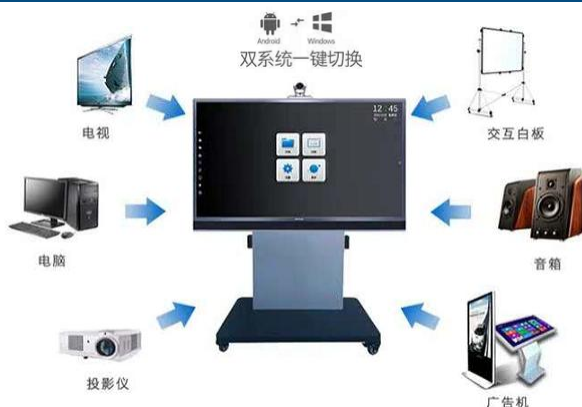 Android
Windows
双系统一键切换
12:45
电视
交互白板
电脑
音箱
投影仪
广告机